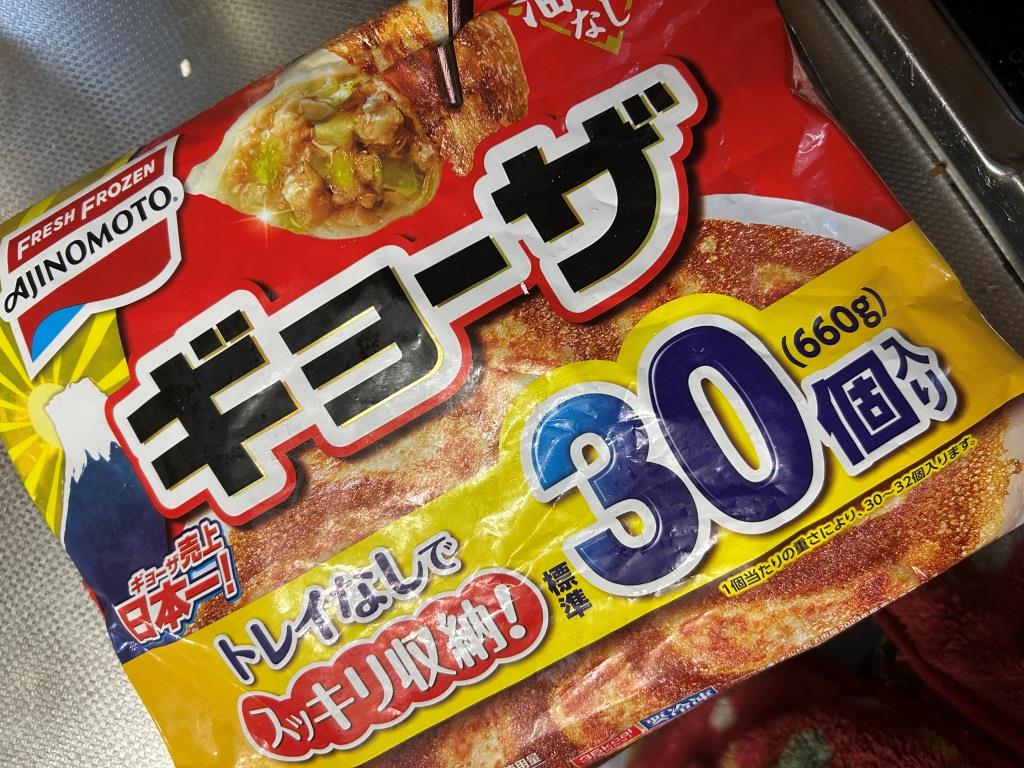 油
なし
FRESH FROZEN
AJINOMOTO®
ギョーザ
(660g)
標準
30個入り
1個当たりの重さにより、30〜32個入ります。
ギョーザ売上
日本一!
トレイなしで
スッキリ収納!